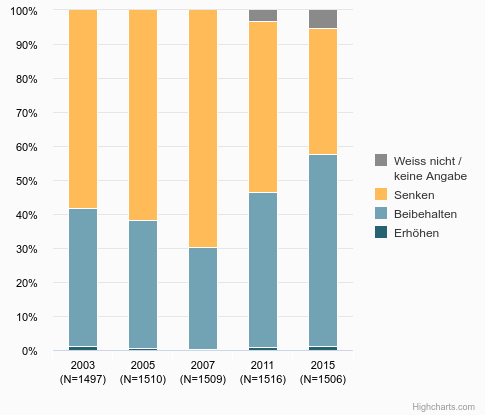 100%
90%
80%
70%
60%
50%
40%
30%
20%
10%
0%
2003
(N=1497)
2005
(N=1510)
2007
(N=1509)
2011
(N=1516)
2015
(N=1506)
Weiss nicht /
keine Angabe
Senken
Beibehalten
Erhöhen
Highcharts.com